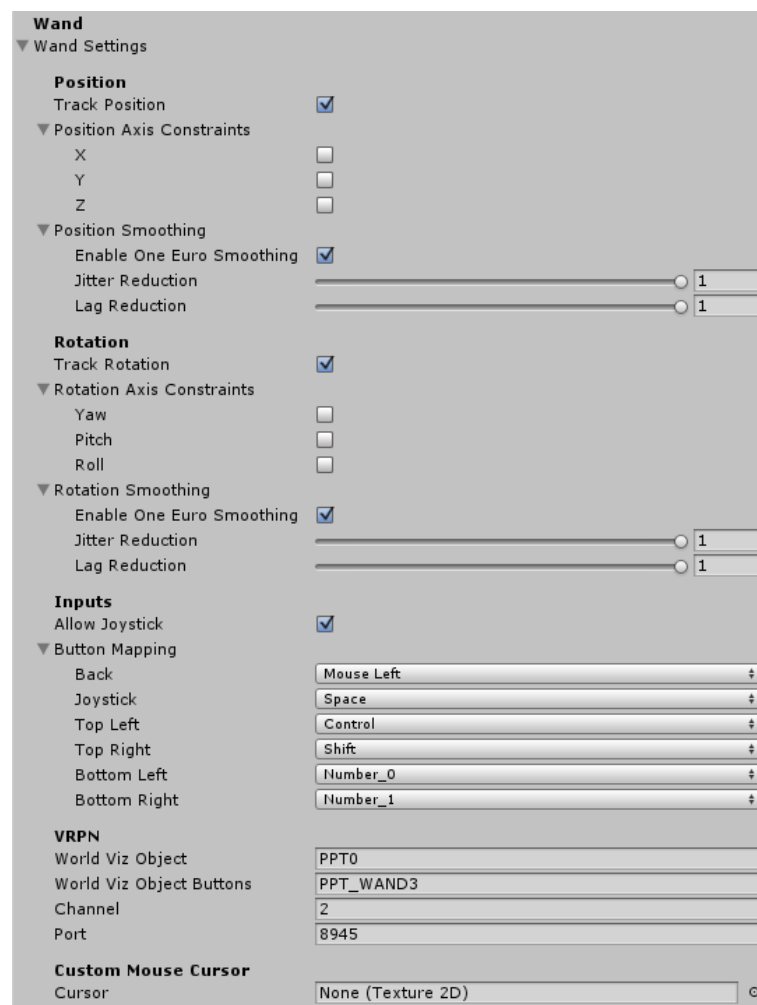 Wand
Wand Settings
Position
Track Position
Position Axis Constraints
X
Y
Z
Position Smoothing
Enable One Euro Smoothing
Jitter Reduction 1
Lag Reduction 1
Rotation
Track Rotation
Rotation Axis Constraints
Yaw
Pitch
Roll
Rotation Smoothing
Enable One Euro Smoothing
Jitter Reduction 1
Lag Reduction 1
Inputs
Allow Joystick
Button Mapping
Back Mouse Left
Joystick Space
Top Left Control
Top Right Shift
Bottom Left Number_0
Bottom Right Number_1
VRPN
World Viz Object PPT0
World Viz Object Buttons PPT_WAND3
Channel 2
Port 8945
Custom Mouse Cursor
Cursor None (Texture 2D)